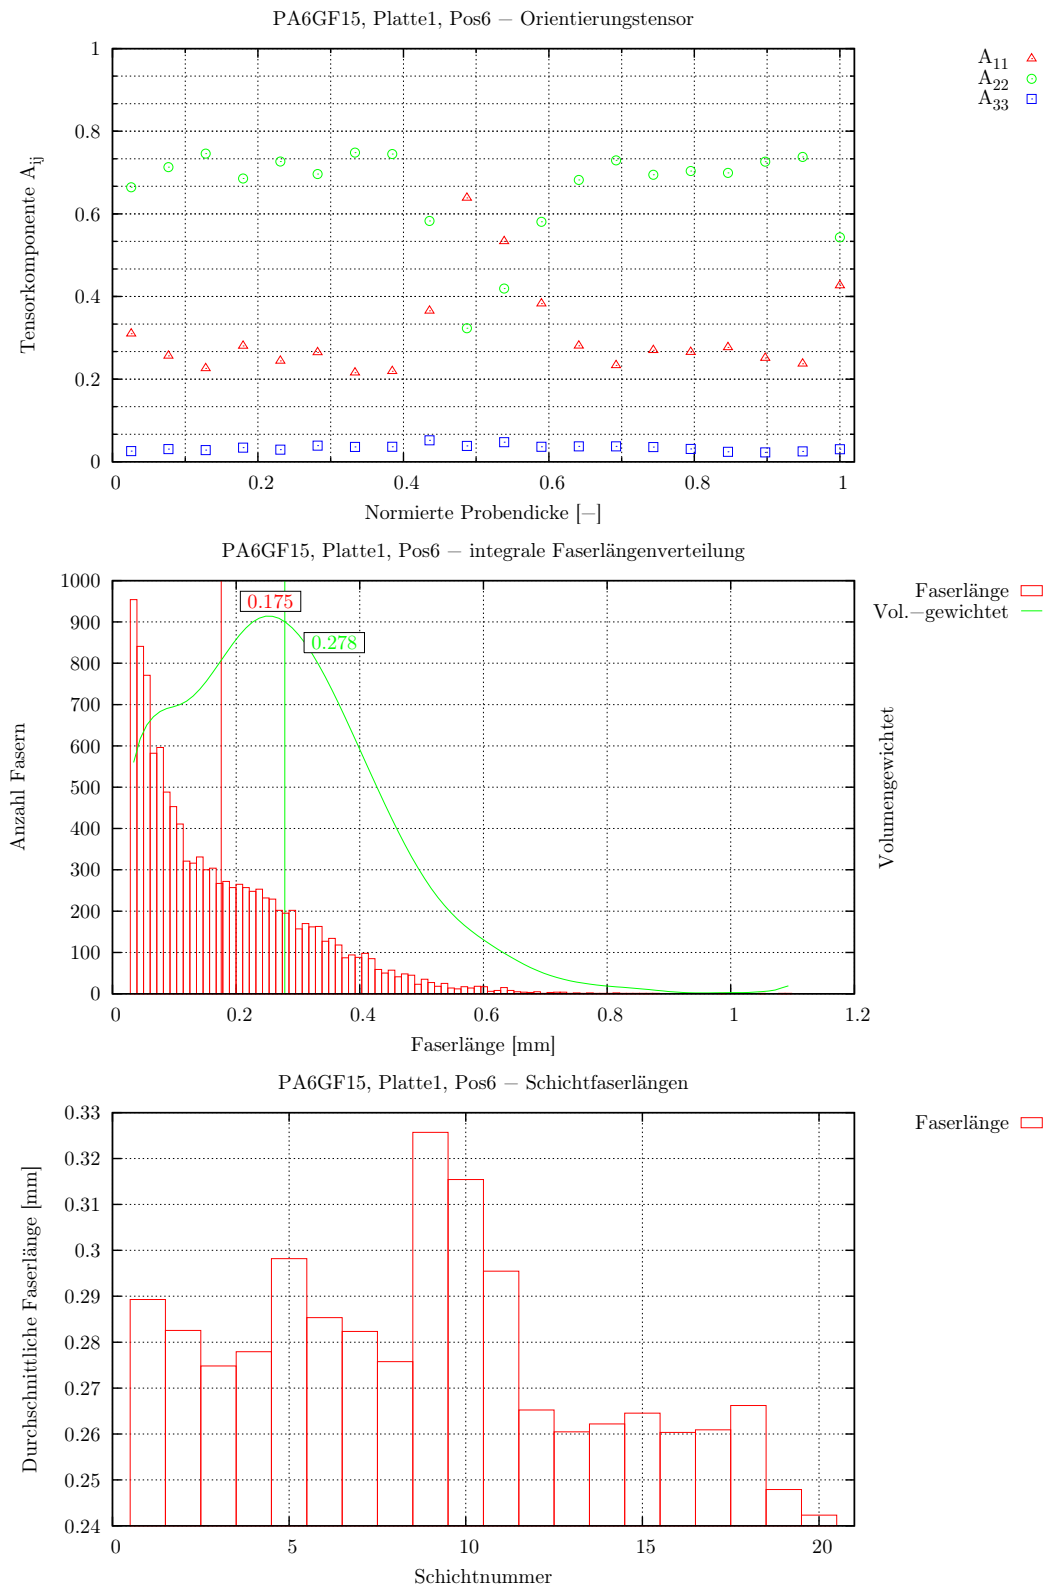 PA6GF15, Platte1, Pos6 – Orientierungstensor
Tensorkomponente A_ij
1
0.8
0.6
0.4
0.2
0
0 0.2 0.4 0.6 0.8 1
Normierte Probendicke [–]
A_11
A_22
A_33
PA6GF15, Platte1, Pos6 – integrale Faserlängenverteilung
Anzahl Fasern
1000
900
800
700
600
500
400
300
200
100
0
0.175
0.278
0 0.2 0.4 0.6 0.8 1 1.2
Faserlänge [mm]
Volumengewichtet
Faserlänge
Vol.–gewichtet
PA6GF15, Platte1, Pos6 – Schichtfaserlängen
Durchschnittliche Faserlänge [mm]
0.33
0.32
0.31
0.3
0.29
0.28
0.27
0.26
0.25
0.24
0 5 10 15 20
Schichtnummer
Faserlänge